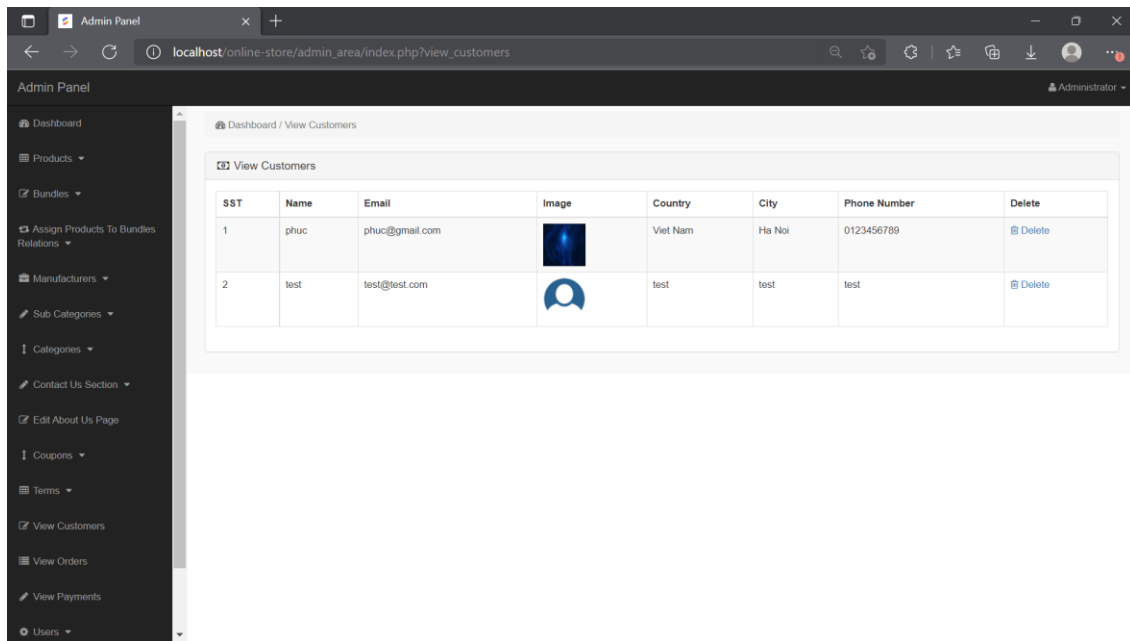 Admin Panel
localhost/online-store/admin_area/index.php?view_customers
Admin Panel
Administrator
Dashboard
Products
Bundles
Assign Products To Bundles
Relations
Manufacturers
Sub Categories
Categories
Contact Us Section
Edit About Us Page
Coupons
Terms
View Customers
View Orders
View Payments
Users
Dashboard / View Customers
View Customers
SST Name Email Image Country City Phone Number Delete
1 phuc phuc@gmail.com Viet Nam Ha Noi 0123456789 Delete
2 test test@test.com test test test Delete